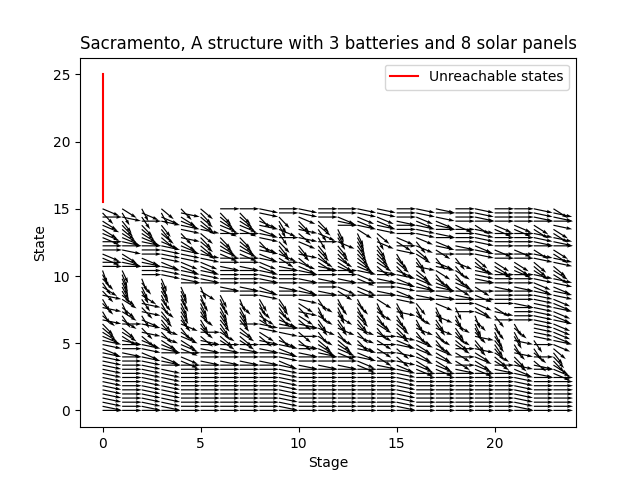 Sacramento, A structure with 3 batteries and 8 solar panels
Unreachable states
25
20
15
10
5
0
State
0 5 10 15 20
Stage